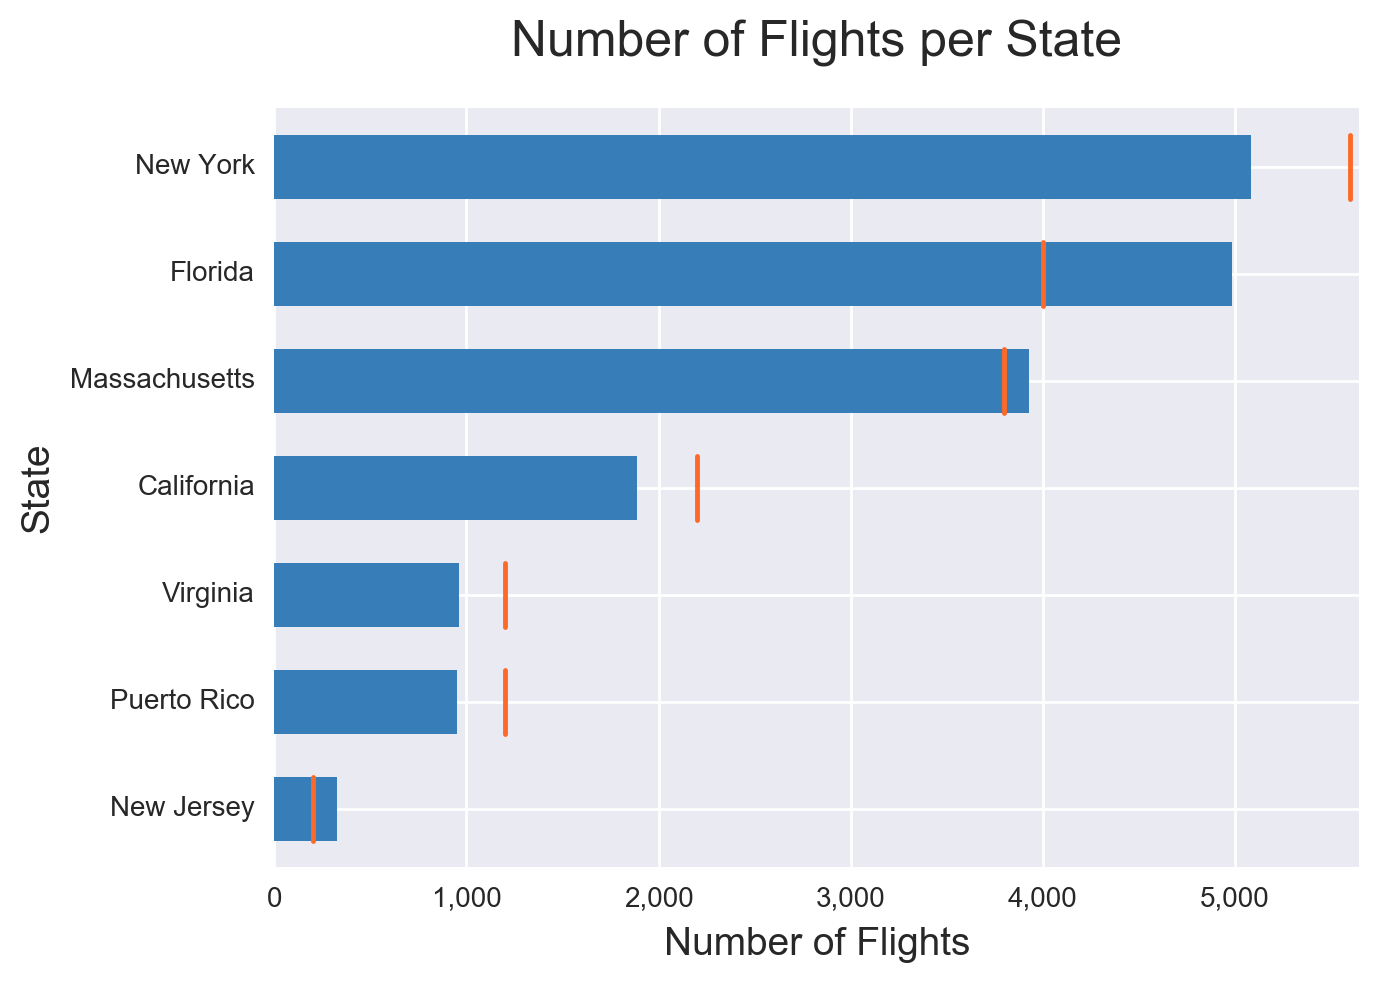 Number of Flights per State
New York
Florida
Massachusetts
California
Virginia
Puerto Rico
New Jersey
State
0 1,000 2,000 3,000 4,000 5,000
Number of Flights